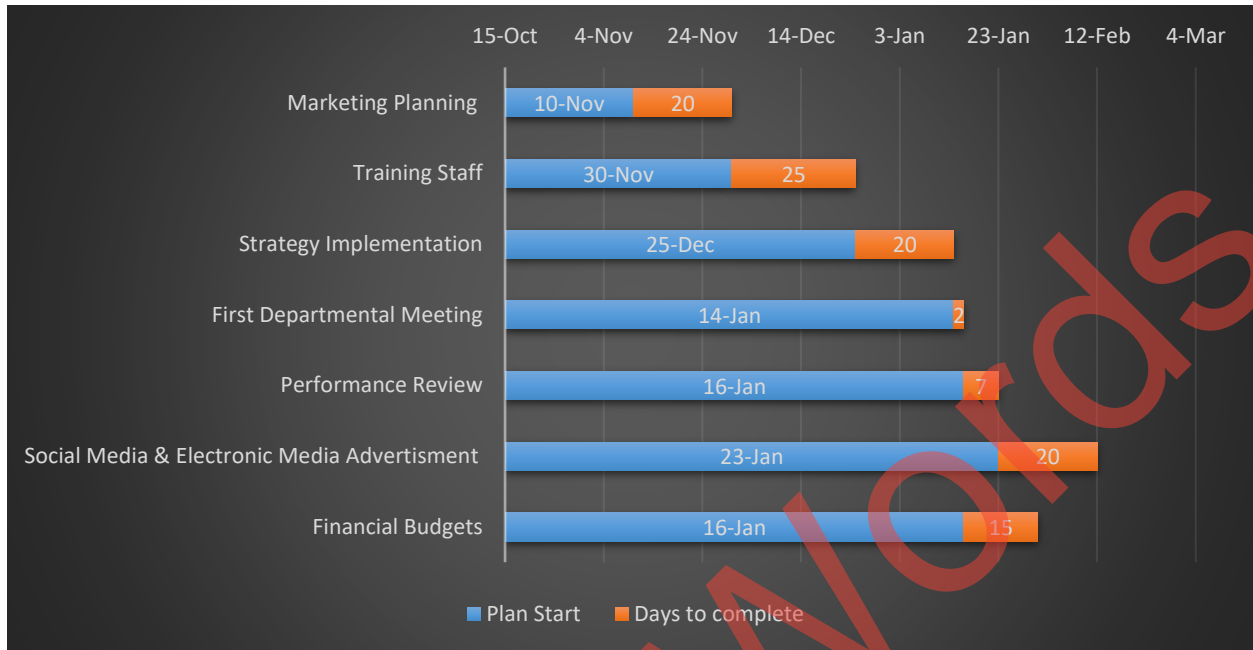 15-Oct 4-Nov 24-Nov 14-Dec 3-Jan 23-Jan 12-Feb 4-Mar
Marketing Planning 10-Nov 20
Training Staff 30-Nov 25
Strategy Implementation 25-Dec 20
First Departmental Meeting 14-Jan 2
Performance Review 16-Jan 7
Social Media & Electronic Media Advertisment 23-Jan 20
Financial Budgets 16-Jan 15
Plan Start Days to complete
Words